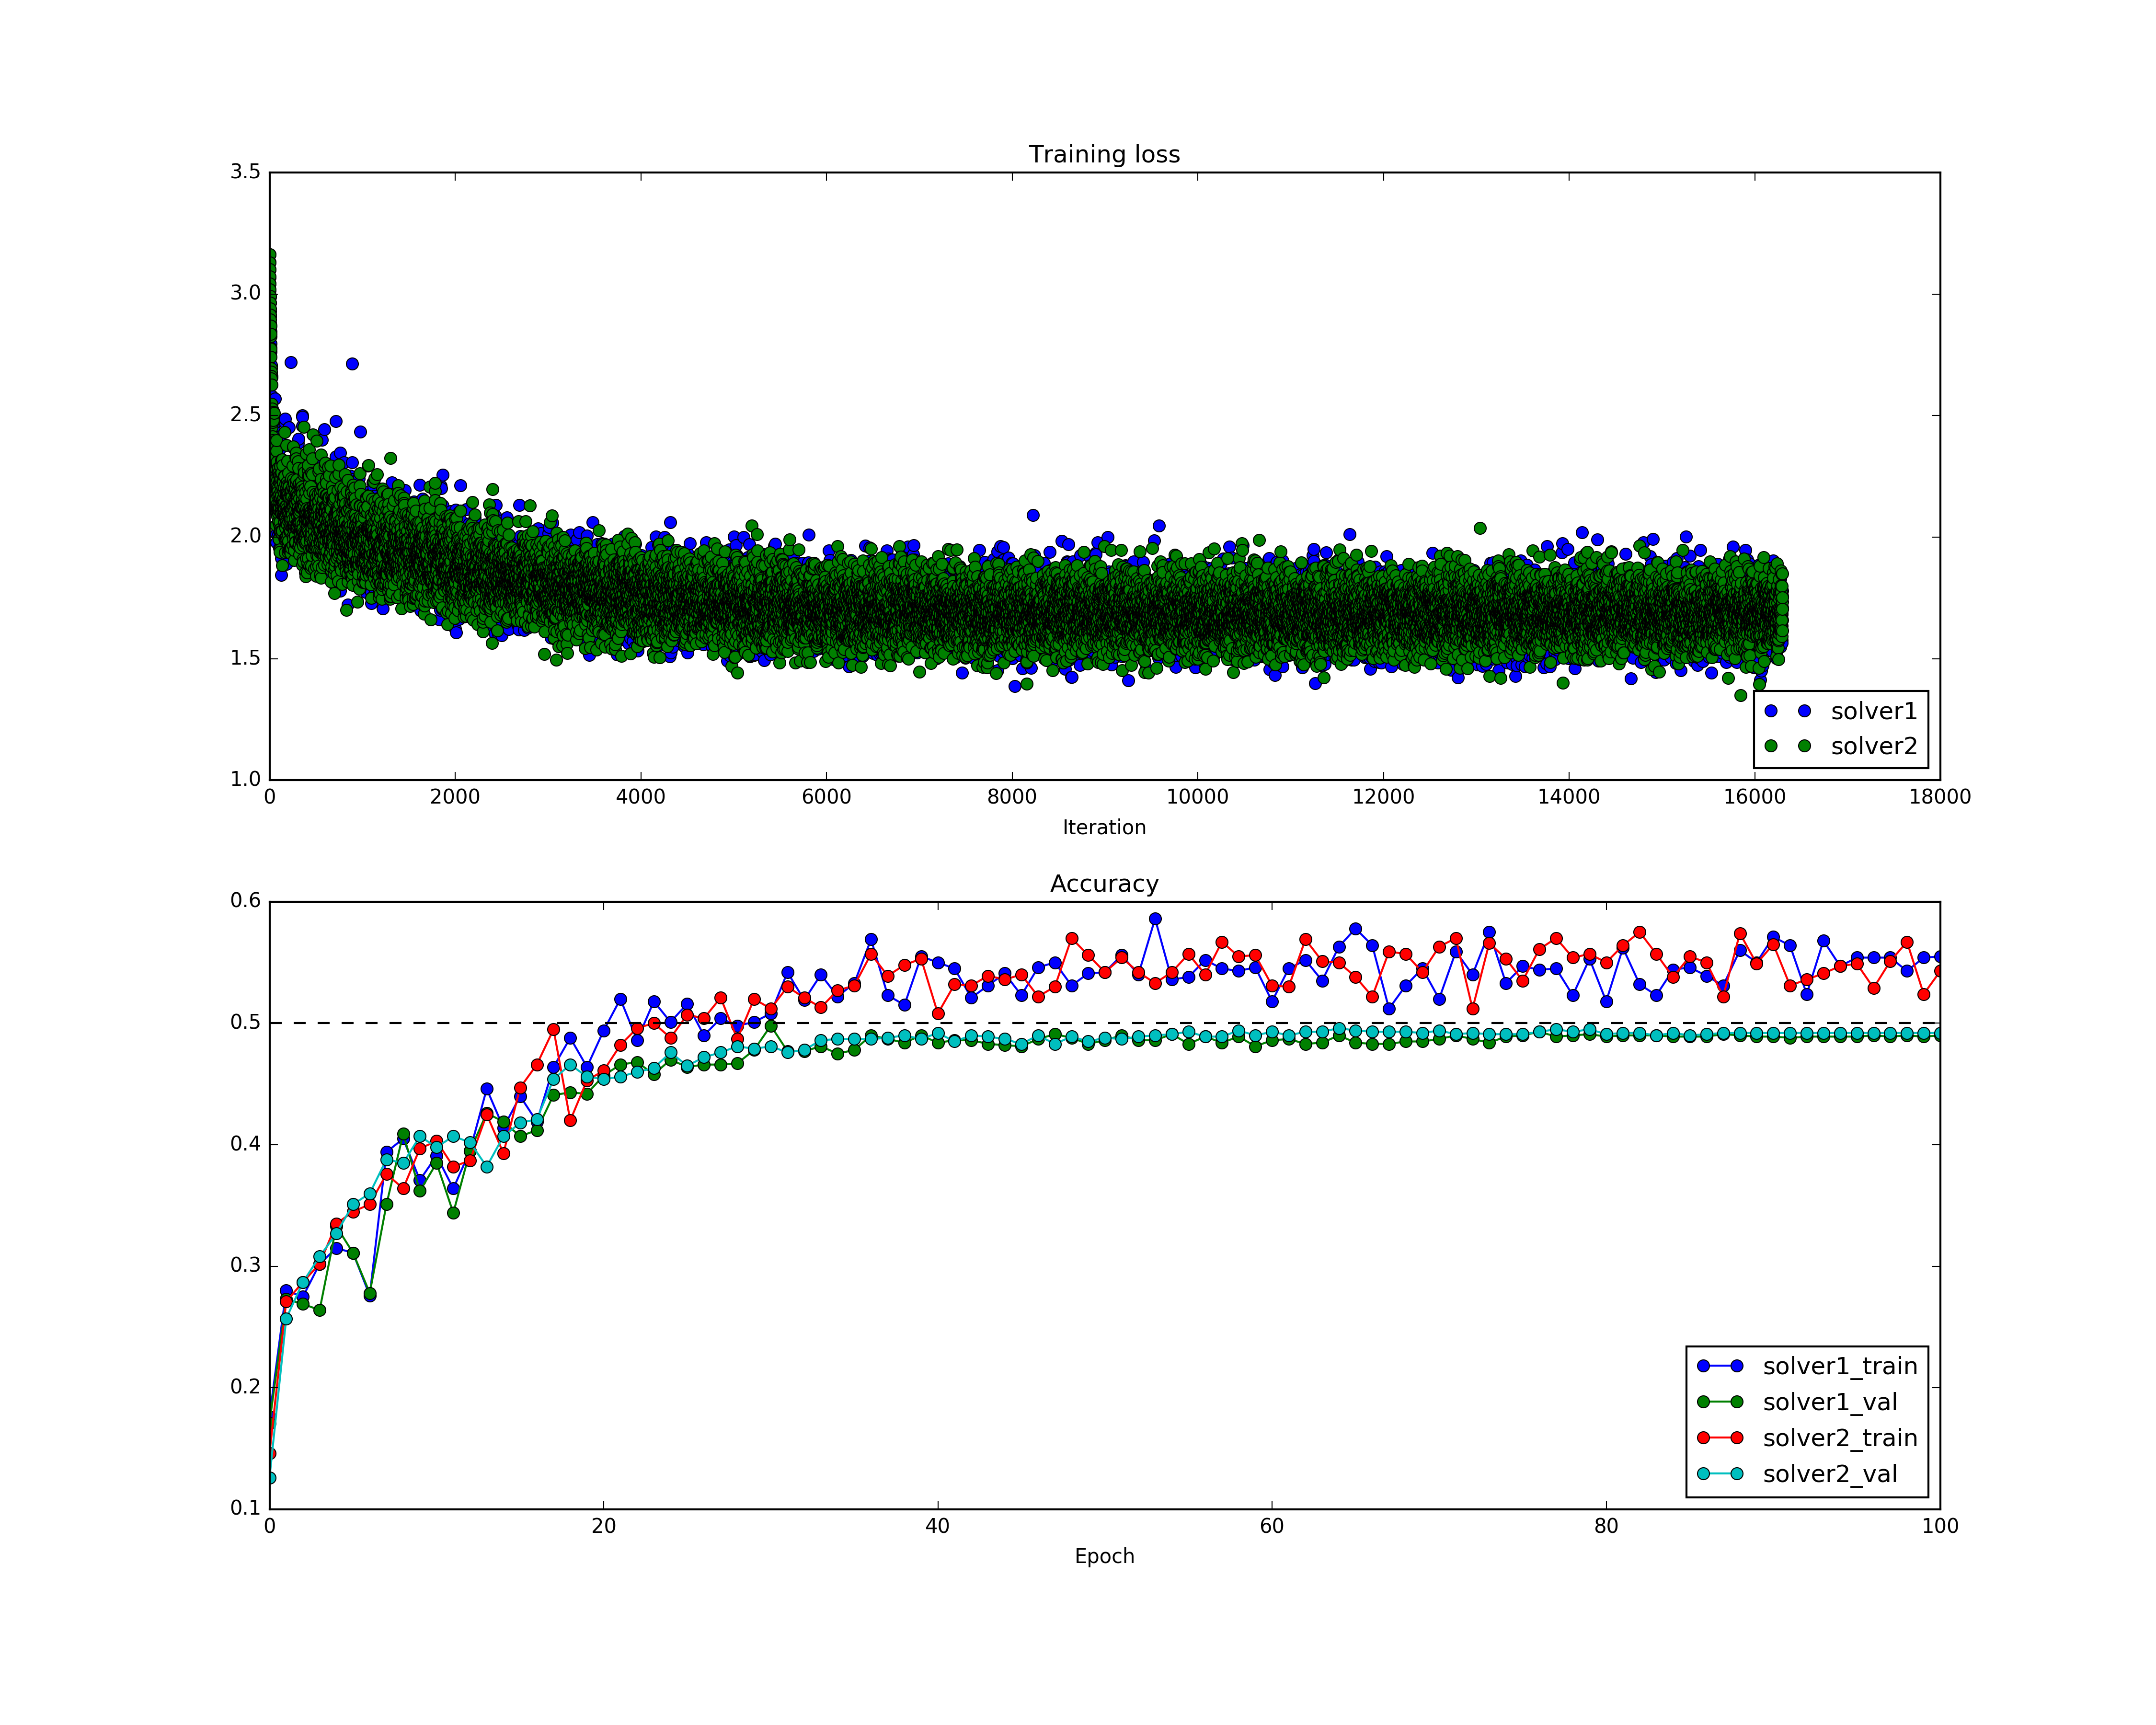 Training loss
3.5
3.0
2.5
2.0
1.5
1.0
solver1
solver2
0 2000 4000 6000 8000 10000 12000 14000 16000 18000
Iteration
Accuracy
0.6
0.5
0.4
0.3
0.2
0.1
solver1_train
solver1_val
solver2_train
solver2_val
0 20 40 60 80 100
Epoch